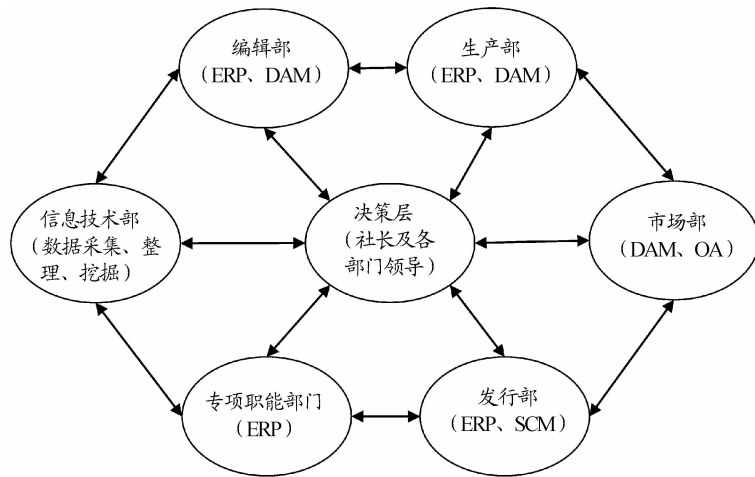 编辑部
（ERP、DAM）
生产部
（ERP、DAM）
信息技术部
（数据采集、整
理、挖掘）
决策层
（社长及各
部门领导）
市场部
（DAM、OA）
专项职能部门
（ERP）
发行部
（ERP、SCM）